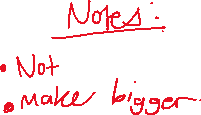 Notes:
• Not
• Make bigger